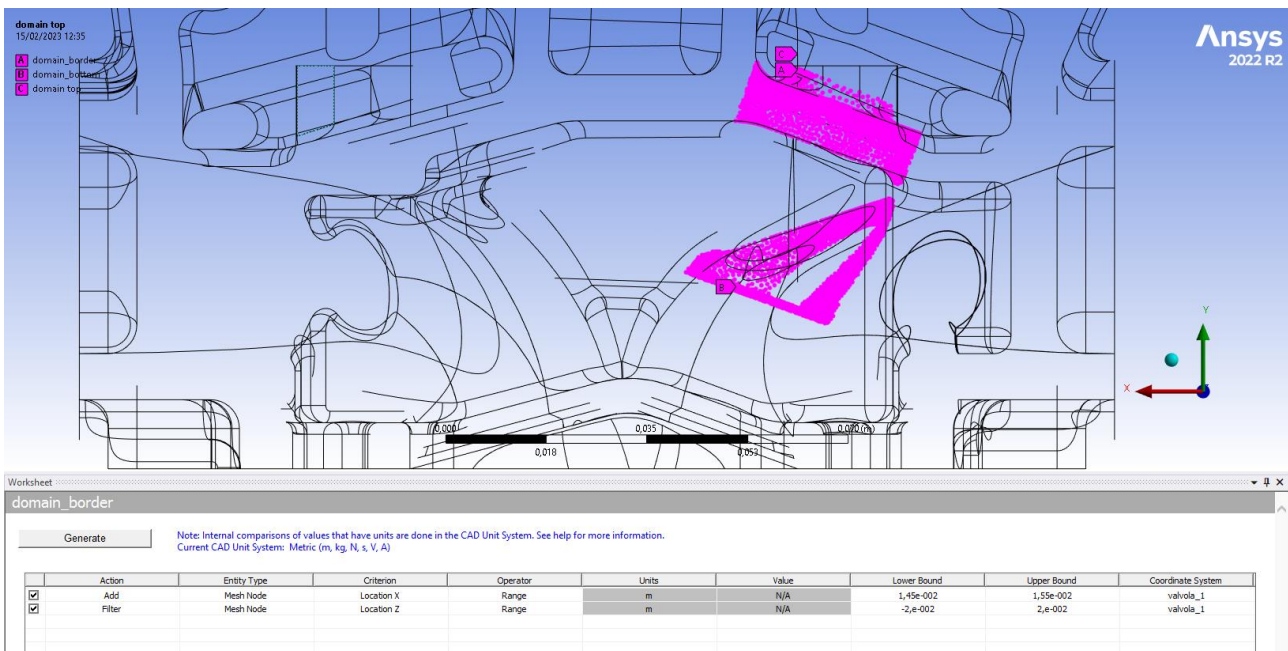 domain top
15/02/2023 12:35
A domain_border
B domain_bottom
C domain top
Ansys
2022 R2
C
A
B
Y
X
0,000 0,035 0,070 (m)
0,018 0,053
Worksheet
domain_border
Generate
Note: Internal comparisons of values that have units are done in the CAD Unit System. See help for more information.
Current CAD Unit System: Metric (m, kg, N, s, V, A)
Action Entity Type Criterion Operator Units Value Lower Bound Upper Bound Coordinate System
Add Mesh Node Location X Range m N/A 1,45e-002 1,55e-002 valvola_1
Filter Mesh Node Location Z Range m N/A -2,e-002 2,e-002 valvola_1